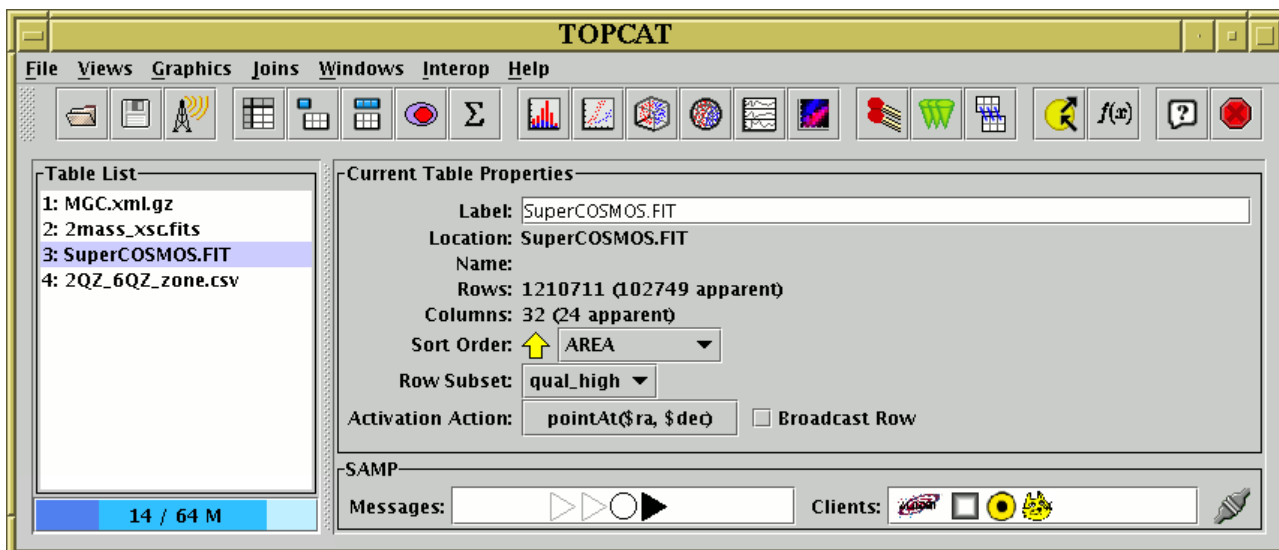 TOPCAT
File Views Graphics Joins Windows Interop Help
Σ f(x) ?
Table List
1: MGC.xml.gz
2: 2mass_xsc.fits
3: SuperCOSMOS.FIT
4: 2QZ_6QZ_zone.csv
14 / 64 M
Current Table Properties
Label: SuperCOSMOS.FIT
Location: SuperCOSMOS.FIT
Name:
Rows: 1210711 (102749 apparent)
Columns: 32 (24 apparent)
Sort Order: AREA
Row Subset: qual_high
Activation Action: pointAt($ra, $dec) Broadcast Row
SAMP
Messages: Clients: